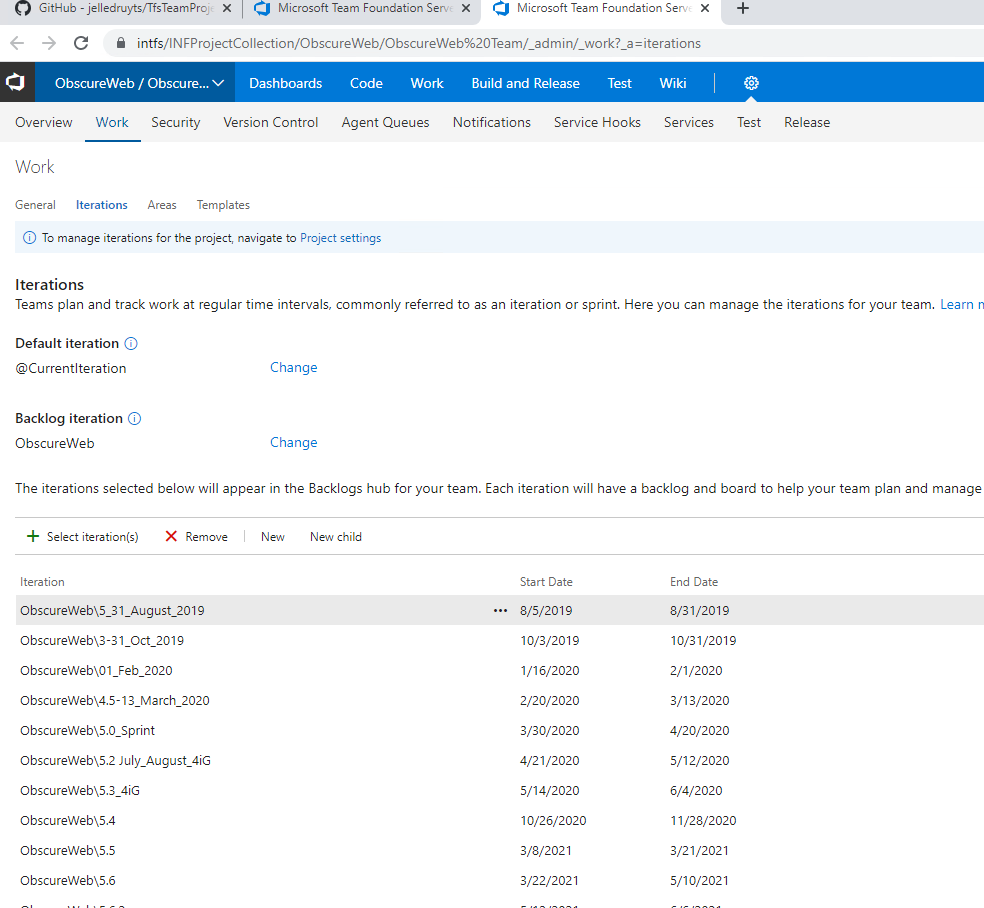 GitHub - jelledruyts/TfsTeamProje Microsoft Team Foundation Serve Microsoft Team Foundation Serve
intfs/INFProjectCollection/ObscureWeb/ObscureWeb%20Team/_admin/_work?_a=iterations
ObscureWeb / Obscure... Dashboards Code Work Build and Release Test Wiki
Overview Work Security Version Control Agent Queues Notifications Service Hooks Services Test Release
Work
General Iterations Areas Templates
To manage iterations for the project, navigate to Project settings
Iterations
Teams plan and track work at regular time intervals, commonly referred to as an iteration or sprint. Here you can manage the iterations for your team. Learn m
Default iteration
@CurrentIteration Change
Backlog iteration
ObscureWeb Change
The iterations selected below will appear in the Backlogs hub for your team. Each iteration will have a backlog and board to help your team plan and manage
Select iteration(s) Remove New New child
Iteration Start Date End Date
ObscureWeb\5_31_August_2019 ••• 8/5/2019 8/31/2019
ObscureWeb\3-31_Oct_2019 10/3/2019 10/31/2019
ObscureWeb\01_Feb_2020 1/16/2020 2/1/2020
ObscureWeb\4.5-13_March_2020 2/20/2020 3/13/2020
ObscureWeb\5.0_Sprint 3/30/2020 4/20/2020
ObscureWeb\5.2 July_August_4iG 4/21/2020 5/12/2020
ObscureWeb\5.3_4iG 5/14/2020 6/4/2020
ObscureWeb\5.4 10/26/2020 11/28/2020
ObscureWeb\5.5 3/8/2021 3/21/2021
ObscureWeb\5.6 3/22/2021 5/10/2021